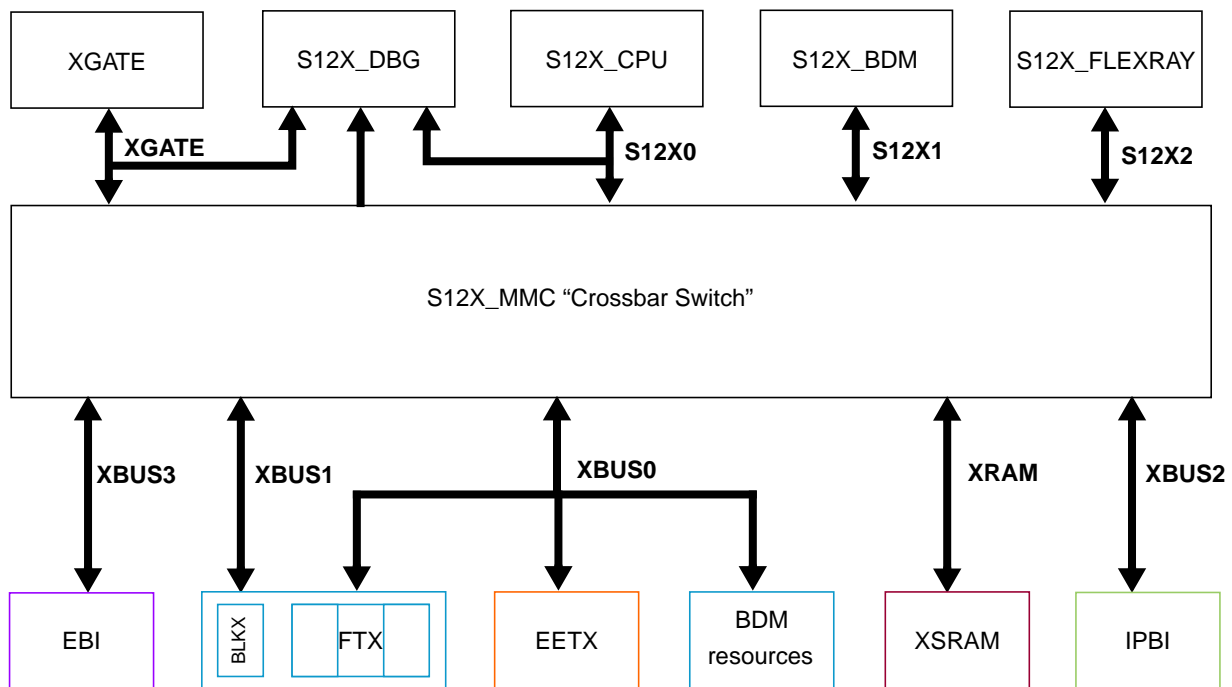 XGATE
S12X_DBG
S12X_CPU
S12X_BDM
S12X_FLEXRAY
XGATE
S12X0
S12X1
S12X2
S12X_MMC “Crossbar Switch”
XBUS3
XBUS1
XBUS0
XRAM
XBUS2
EBI
BLKX
FTX
EETX
BDM
resources
XSRAM
IPBI